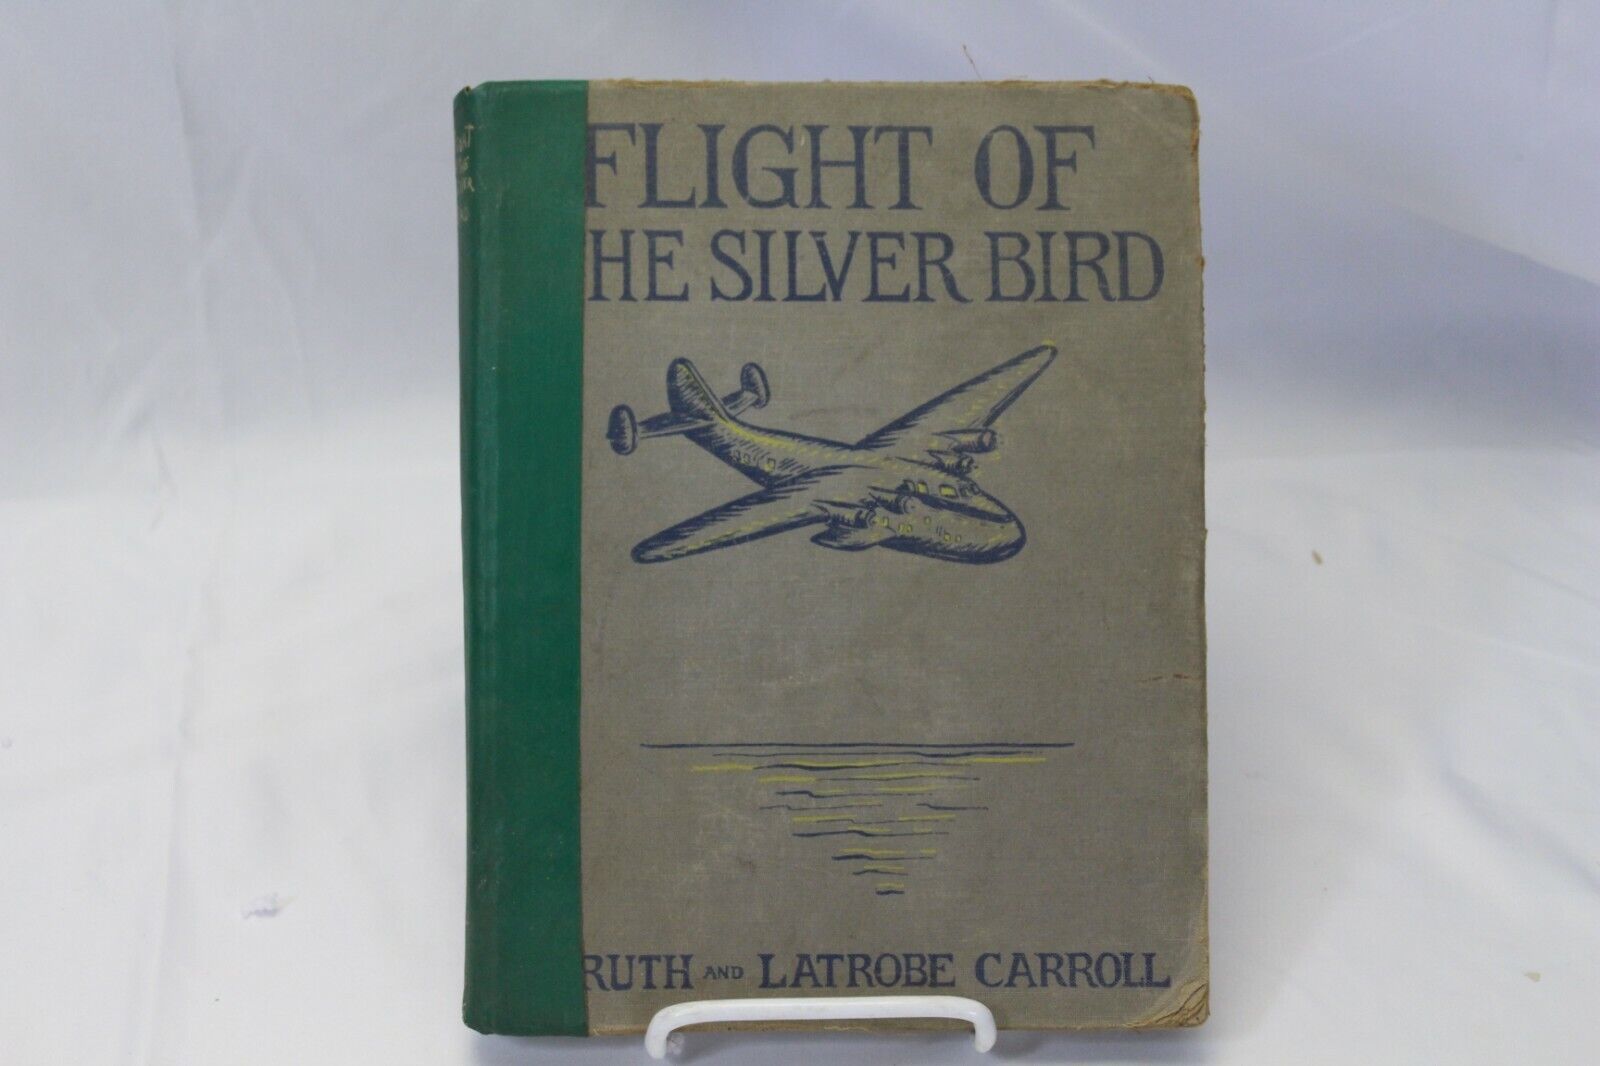 FLIGHT OF
HE SILVER BIRD
RUTH AND LATROBE CARROLL